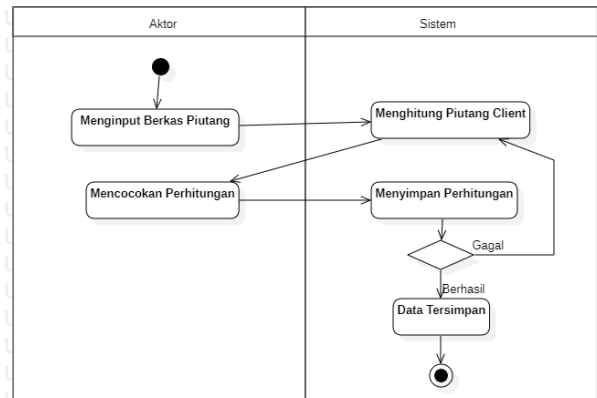 Aktor
Sistem
Menginput Berkas Piutang
Menghitung Piutang Client
Mencocokan Perhitungan
Menyimpan Perhitungan
Gagal
Berhasil
Data Tersimpan